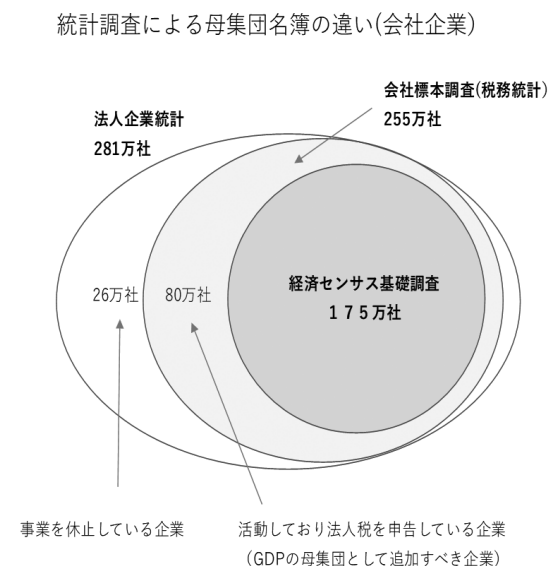 統計調査による母集団名簿の違い(会社企業)
会社標本調査(税務統計)
255万社
法人企業統計
281万社
経済センサス基礎調査
１７５万社
26万社
80万社
事業を休止している企業
活動しており法人税を申告している企業
（GDPの母集団として追加すべき企業）